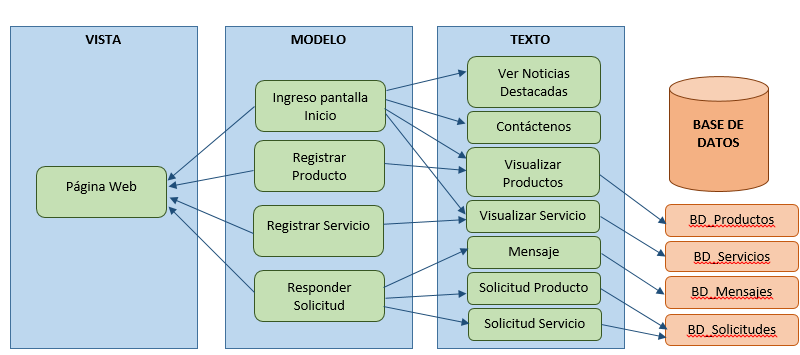 VISTA
MODELO
TEXTO
Página Web
Ingreso pantalla
Inicio
Registrar
Producto
Registrar Servicio
Responder
Solicitud
Ver Noticias
Destacadas
Contáctenos
Visualizar
Productos
Visualizar Servicio
Mensaje
Solicitud Producto
Solicitud Servicio
BASE DE
DATOS
BD_Productos
BD_Servicios
BD_Mensajes
BD_Solicitudes